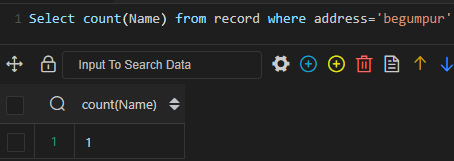 1 Select count(Name) from record where address='begumpur'
Input To Search Data
count(Name)
1 1